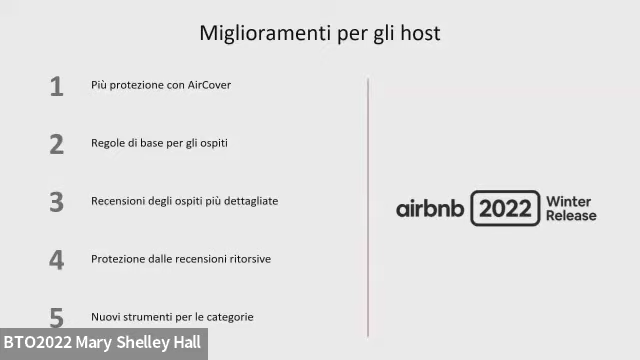 Miglioramenti per gli host
1 Più protezione con AirCover
2 Regole di base per gli ospiti
3 Recensioni degli ospiti più dettagliate
4 Protezione dalle recensioni ritorsive
5 Nuovi strumenti per le categorie
airbnb 2022 Winter
Release
BTO2022 Mary Shelley Hall